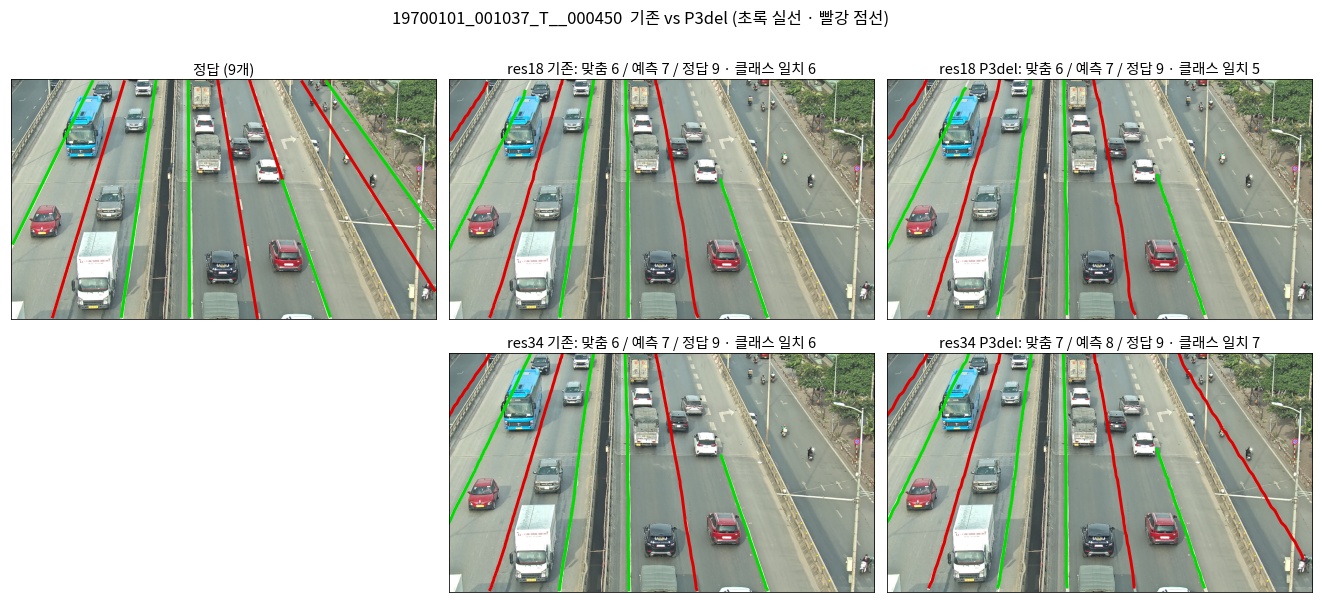 19700101_001037_T__000450 기존 vs P3del (초록 실선 · 빨강 점선)
정답 (9개)
res18 기존: 맞춤 6 / 예측 7 / 정답 9 · 클래스 일치 6
res18 P3del: 맞춤 6 / 예측 7 / 정답 9 · 클래스 일치 5
res34 기존: 맞춤 6 / 예측 7 / 정답 9 · 클래스 일치 6
res34 P3del: 맞춤 7 / 예측 8 / 정답 9 · 클래스 일치 7